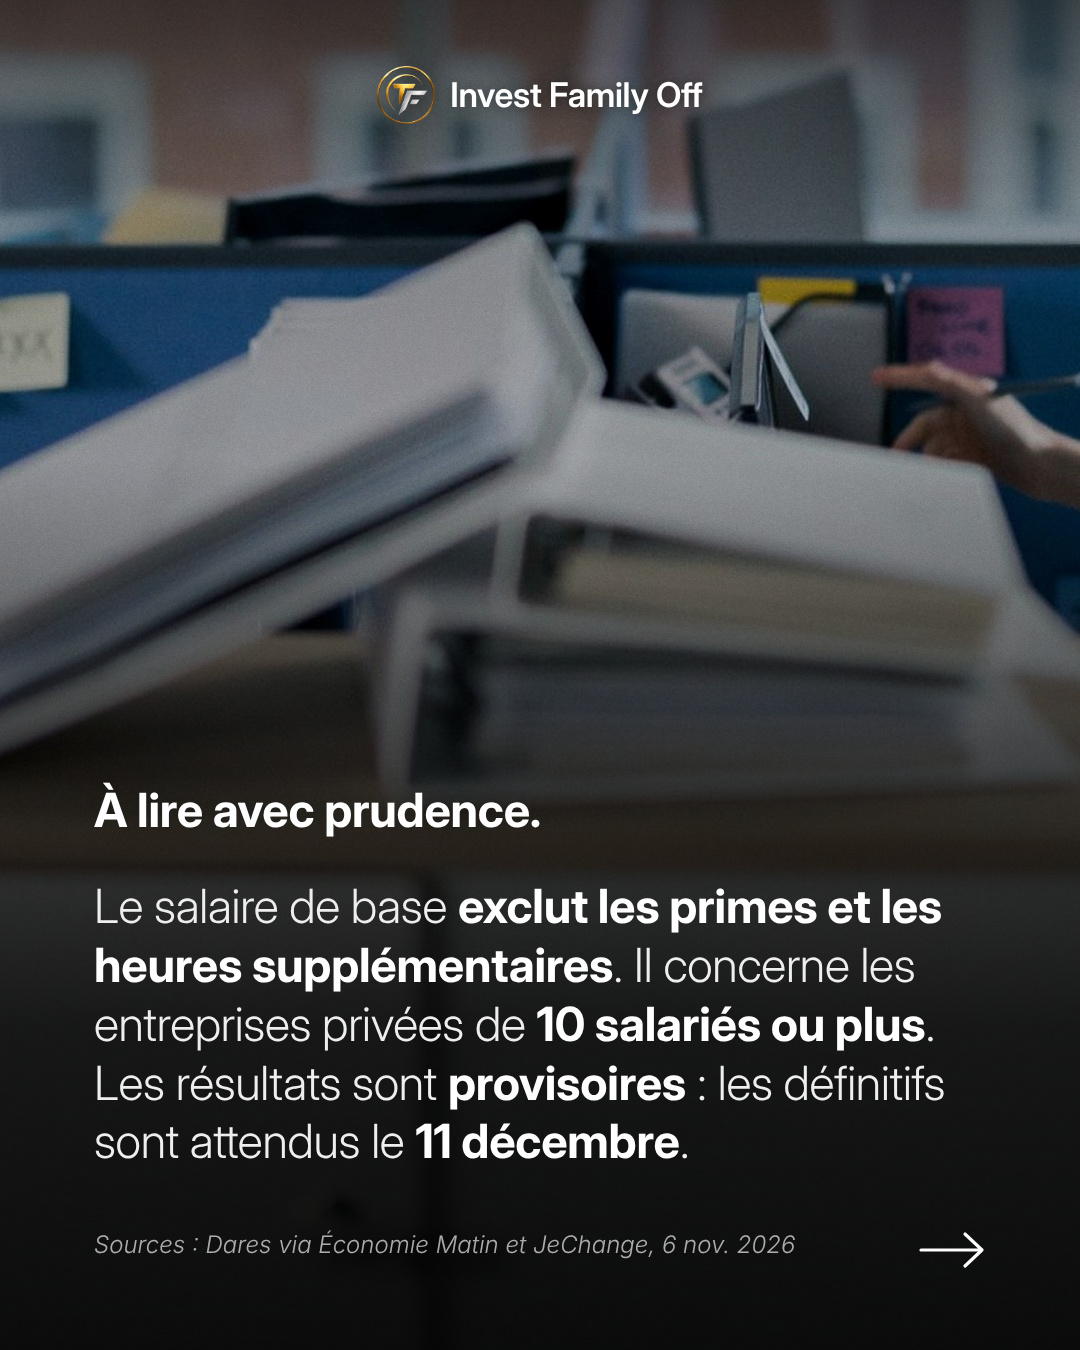 TF Invest Family Off
À lire avec prudence.
Le salaire de base exclut les primes et les
heures supplémentaires. Il concerne les
entreprises privées de 10 salariés ou plus.
Les résultats sont provisoires : les définitifs
sont attendus le 11 décembre.
Sources : Dares via Économie Matin et JeChange, 6 nov. 2026